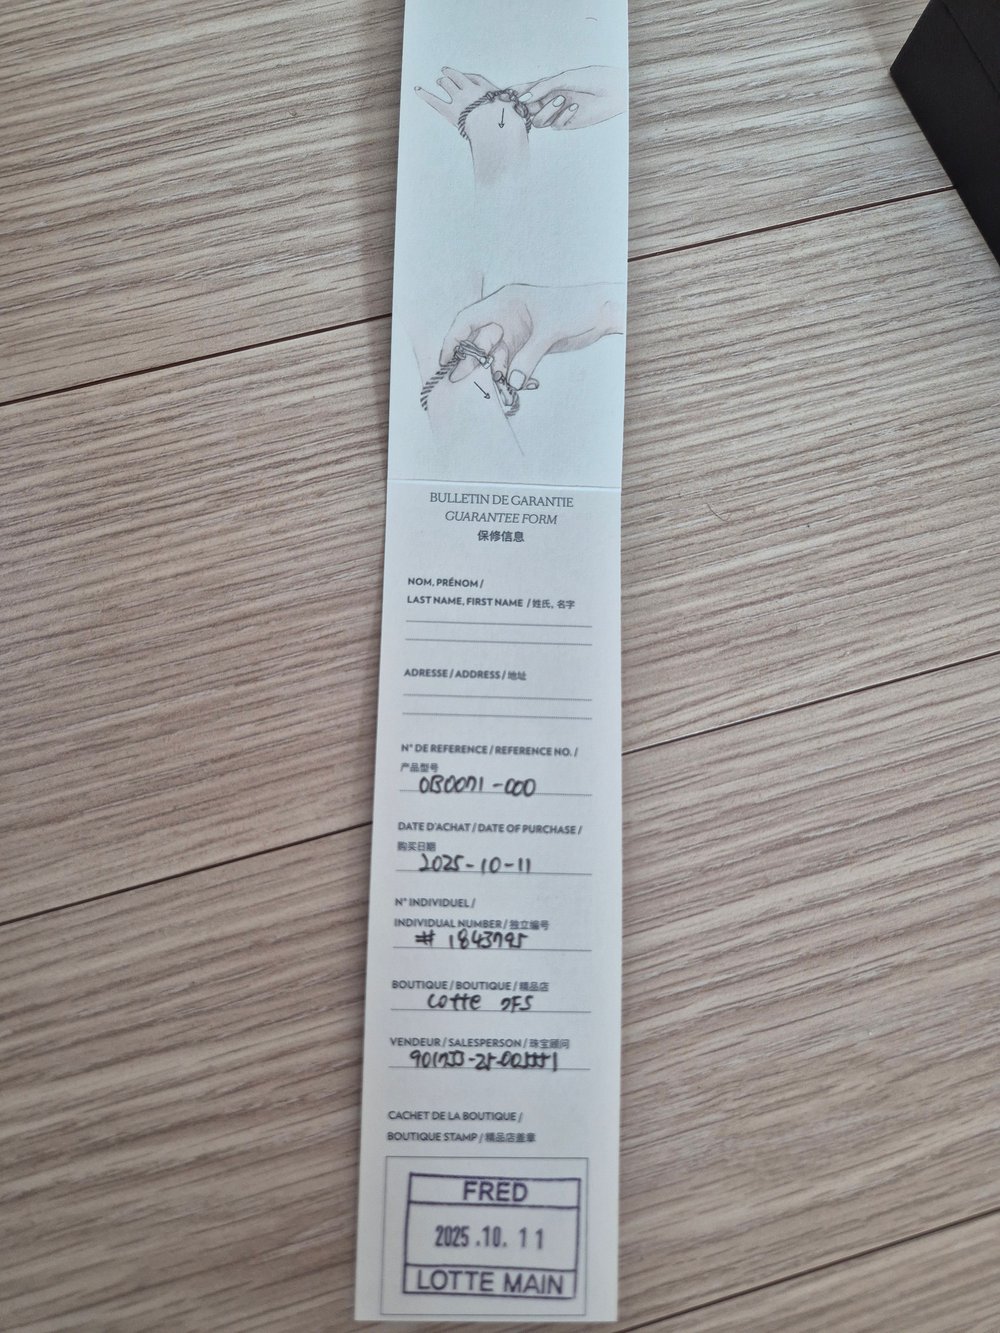 BULLETIN DE GARANTIE
GUARANTEE FORM
保修信息
NOM, PRÉNOM /
LAST NAME, FIRST NAME / 姓氏, 名字
ADRESSE / ADDRESS / 地址
N° DE REFERENCE / REFERENCE NO. /
产品型号
0B0071-000
DATE D'ACHAT / DATE OF PURCHASE /
购买日期
2025-10-11
N° INDIVIDUEL /
INDIVIDUAL NUMBER / 独立编号
# 1843795
BOUTIQUE / BOUTIQUE / 精品店
Lotte DFS
VENDEUR / SALESPERSON / 珠宝顾问
CACHET DE LA BOUTIQUE /
BOUTIQUE STAMP / 精品店盖章
FRED
2025.10.11
LOTTE MAIN